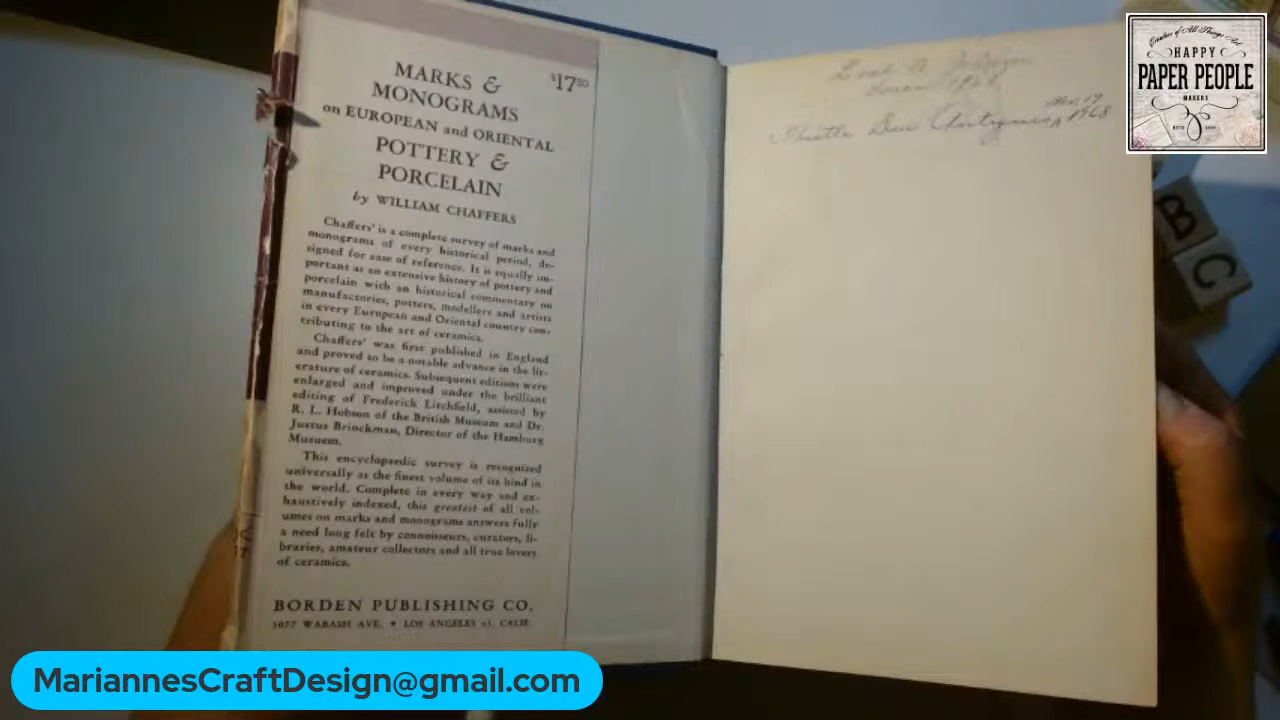 MARKS &
MONOGRAMS
on EUROPEAN and ORIENTAL
POTTERY &
PORCELAIN
by WILLIAM CHAFFERS
$17.50
Chaffers' is a complete survey of marks and
monograms of every historical period, de-
signed for ease of reference. It is equally im-
portant as an extensive history of pottery and
porcelain with an historical commentary on
manufactories, potters, modellers and artists
in every European and Oriental country con-
tributing to the art of ceramics.
Chaffers' was first published in England
and proved to be a notable advance in the lit-
erature of ceramics. Subsequent editions were
enlarged and improved under the brilliant
editing of Frederick Litchfield, assisted by
R. L. Hobson of the British Museum and Dr.
Justus Brinckman, Director of the Hamburg
Musuem.
This encyclopaedic survey is recognized
universally as the finest volume of its kind in
the world. Complete in every way and ex-
haustively indexed, this greatest of all vol-
umes on marks and monograms answers fully
a need long felt by connoisseurs, curators, li-
braries, amateur collectors and all true lovers
of ceramics.
BORDEN PUBLISHING CO.
1077 WABASH AVE. • LOS ANGELES CALIF.
Nov. 19
1968
HAPPY
PAPER PEOPLE
MAKERS
B
C
MariannesCraftDesign@gmail.com